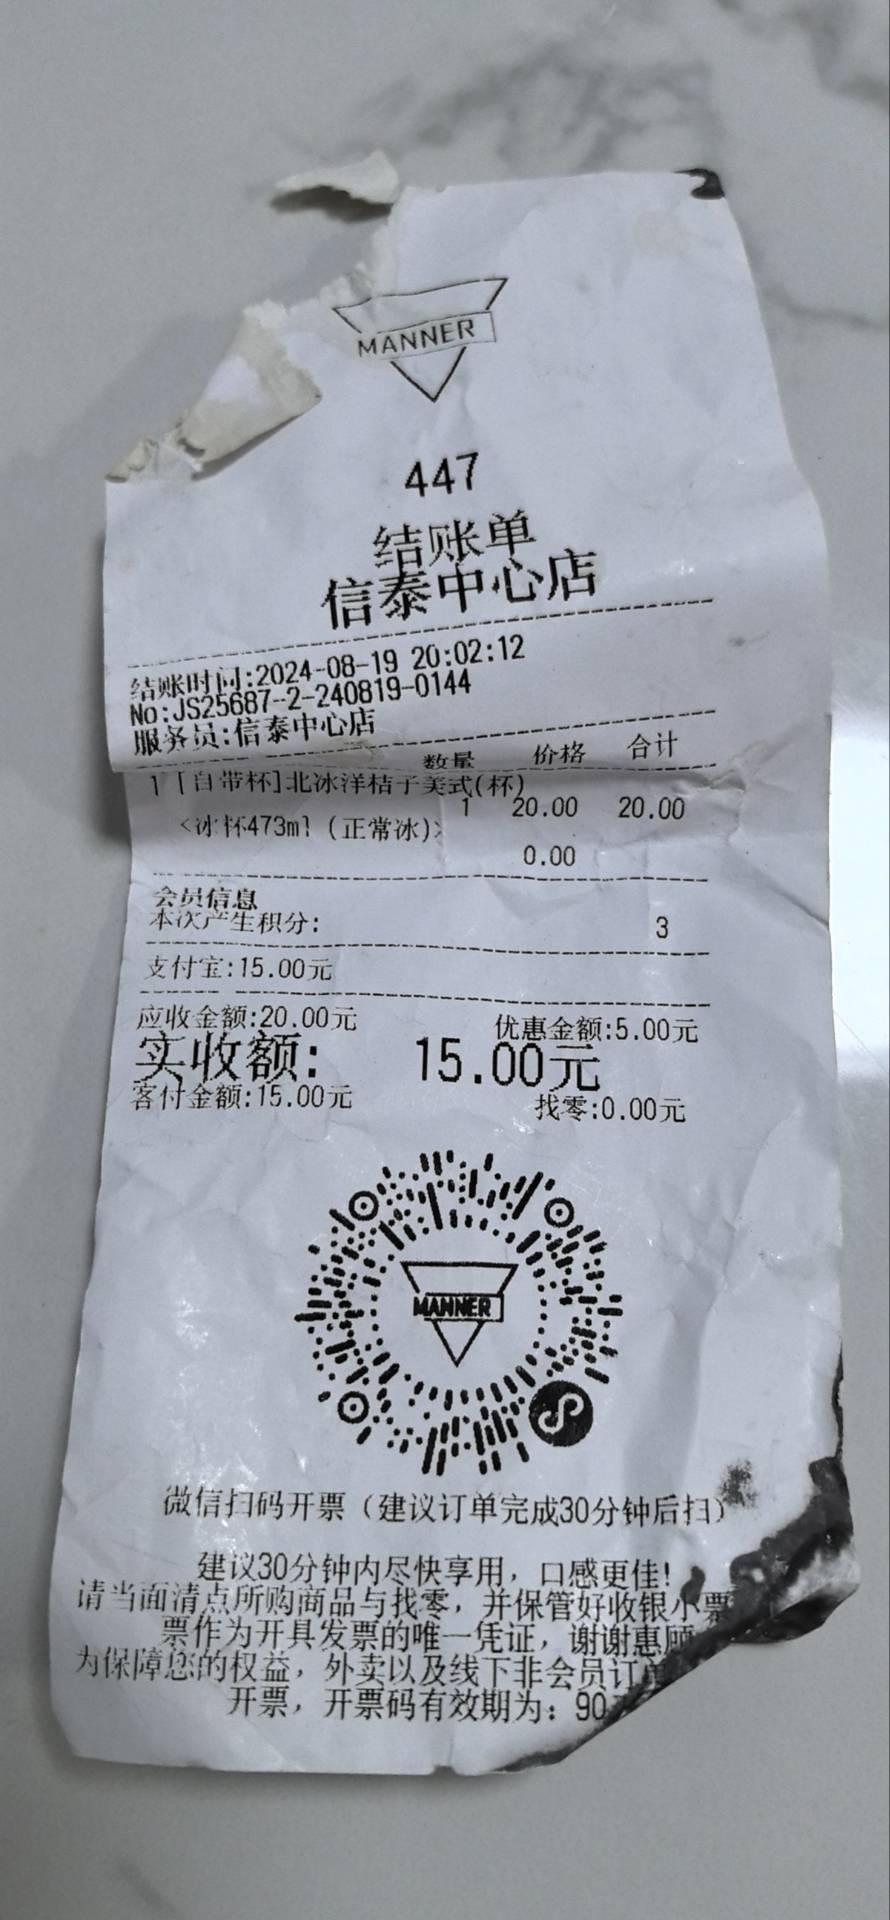 MANNER
447
结账单
信泰中心店
结账时间:2024-08-19 20:02:12
No:JS25687-2-240819-0144
服务员:信泰中心店
数量 价格 合计
1 [自带杯]北冰洋桔子美式(杯)
1 20.00 20.00
<冰杯473ml (正常冰)>
0.00
会员信息
本次产生积分: 3
支付宝:15.00元
应收金额:20.00元 优惠金额:5.00元
实收额: 15.00元
客付金额:15.00元 找零:0.00元
MANNER
微信扫码开票（建议订单完成30分钟后扫）
建议30分钟内尽快享用，口感更佳!
请当面清点所购商品与找零，并保管好收银小票
票作为开具发票的唯一凭证，谢谢惠顾
为保障您的权益，外卖以及线下非会员订单
开票，开票码有效期为：90